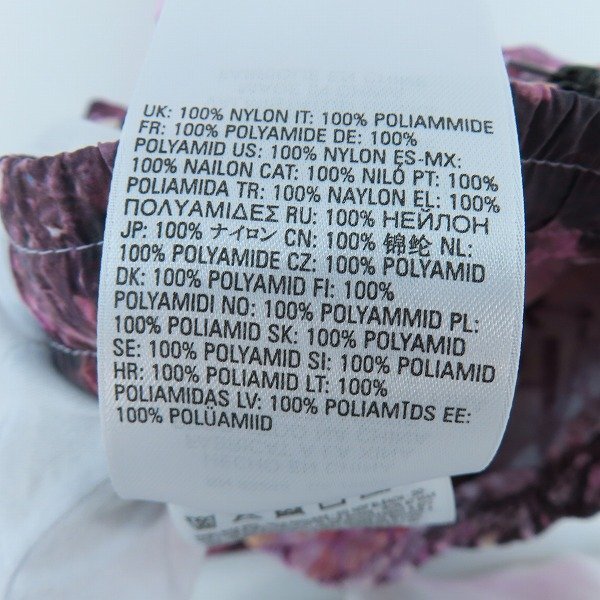 UK: 100% NYLON IT: 100% POLIAMMIDE
FR: 100% POLYAMIDE DE: 100%
POLYAMID US: 100% NYLON ES-MX:
100% NAILON CAT: 100% NILÓ PT: 100%
POLIAMIDA TR: 100% NAYLON EL: 100%
ΠΟΛΥΑΜΙΔΕΣ RU: 100% НЕЙЛОН
JP: 100% ナイロン CN: 100% 锦纶 NL:
100% POLYAMIDE CZ: 100% POLYAMID
DK: 100% POLYAMID FI: 100%
POLYAMIDI NO: 100% POLYAMMID PL:
100% POLIAMID SK: 100% POLYAMID
SE: 100% POLYAMID SI: 100% POLIAMID
HR: 100% POLIAMID LT: 100%
POLIAMIDAS LV: 100% POLIAMĪDS EE:
100% POLÜAMIID